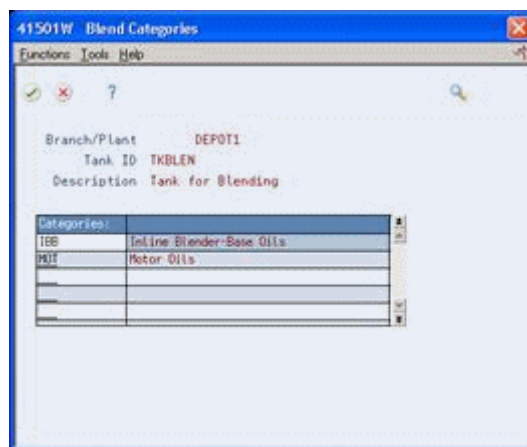 41501W Blend Categories
Functions Tools Help
?
Branch/Plant DEPOT1
Tank ID TKBLEN
Description Tank for Blending
Categories:
IBB Inline Blender-Base Oils
MOT Motor Oils